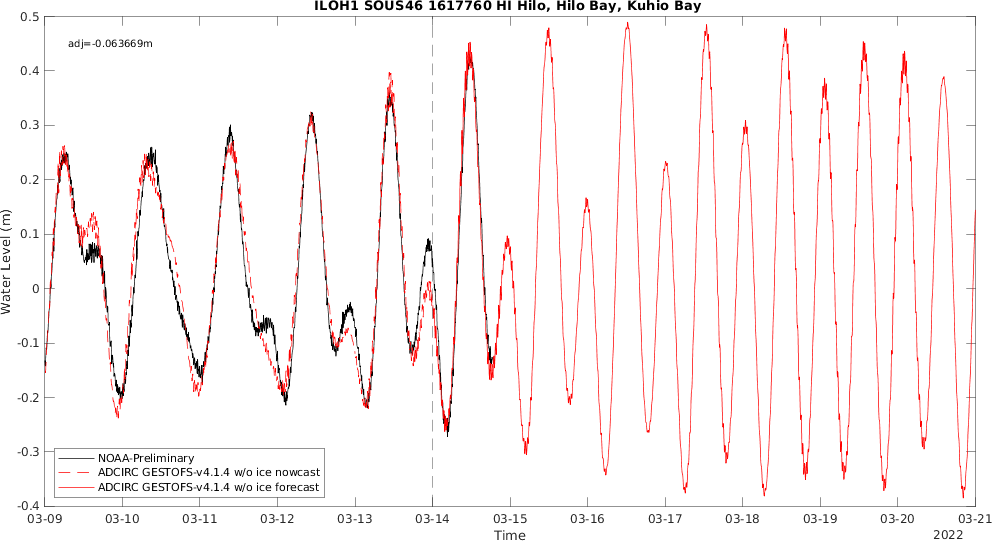 ILOH1 SOUS46 1617760 HI Hilo, Hilo Bay, Kuhio Bay
adj=-0.063669m
0.5
0.4
0.3
0.2
0.1
0
-0.1
-0.2
-0.3
-0.4
Water Level (m)
NOAA-Preliminary
ADCIRC GESTOFS-v4.1.4 w/o ice nowcast
ADCIRC GESTOFS-v4.1.4 w/o ice forecast
03-09 03-10 03-11 03-12 03-13 03-14 03-15 03-16 03-17 03-18 03-19 03-20 03-21
Time
2022